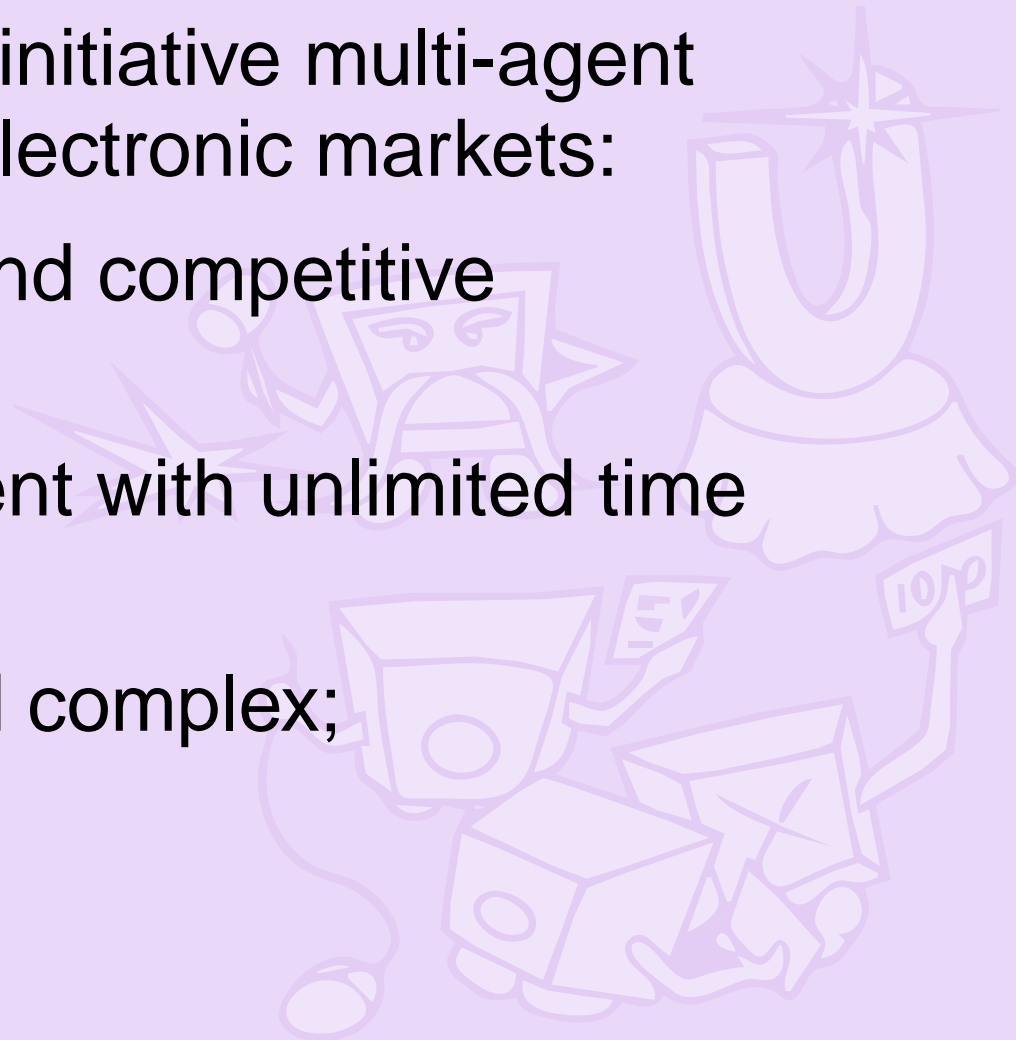 initiative multi-agent
lectronic markets:
nd competitive
ent with unlimited time
complex;